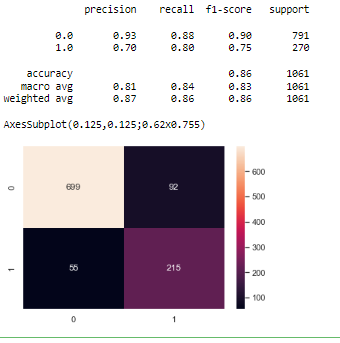 precision recall f1-score support
0.0 0.93 0.88 0.90 791
1.0 0.70 0.80 0.75 270
accuracy 0.86 1061
macro avg 0.81 0.84 0.83 1061
weighted avg 0.87 0.86 0.86 1061
AxesSubplot(0.125,0.125;0.62x0.755)
0 699 92
1 55 215
0 1
700
600
500
400
300
200
100